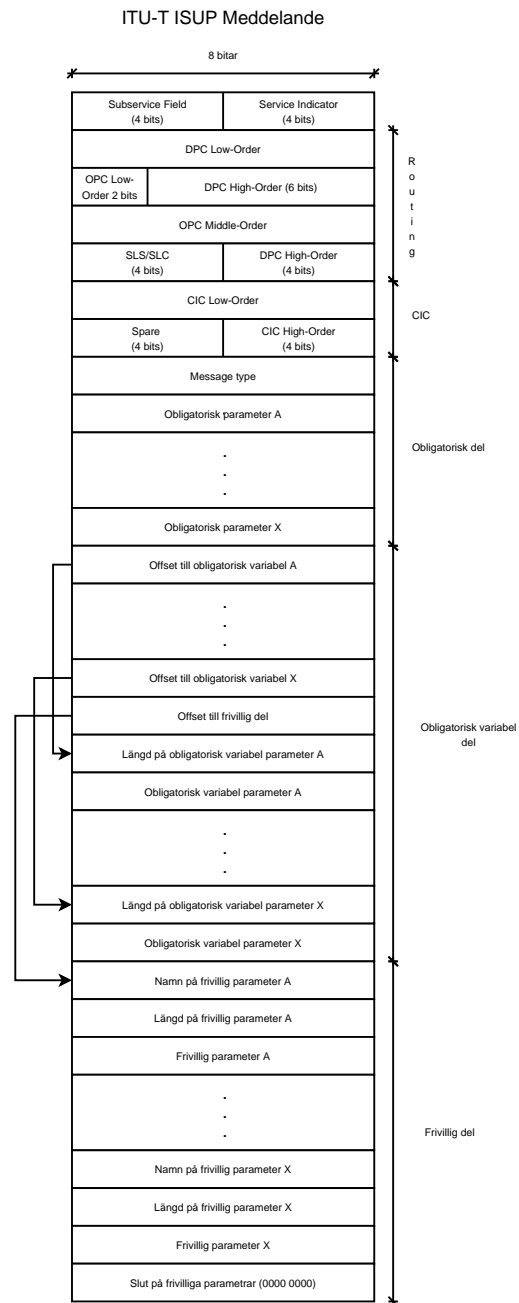 ITU-T ISUP Meddelande
8 bitar
Subservice Field
(4 bits)
Service Indicator
(4 bits)
DPC Low-Order
OPC Low-
Order 2 bits
DPC High-Order (6 bits)
OPC Middle-Order
SLS/SLC
(4 bits)
DPC High-Order
(4 bits)
Routing
CIC Low-Order
Spare
(4 bits)
CIC High-Order
(4 bits)
CIC
Message type
Obligatorisk parameter A
.
.
.
Obligatorisk parameter X
Obligatorisk del
Offset till obligatorisk variabel A
.
.
.
Offset till obligatorisk variabel X
Offset till frivillig del
Längd på obligatorisk variabel parameter A
Obligatorisk variabel parameter A
.
.
.
Längd på obligatorisk variabel parameter X
Obligatorisk variabel parameter X
Obligatorisk variabel
del
Namn på frivillig parameter A
Längd på frivillig parameter A
Frivillig parameter A
.
.
.
Namn på frivillig parameter X
Längd på frivillig parameter X
Frivillig parameter X
Slut på frivilliga parametrar (0000 0000)
Frivillig del